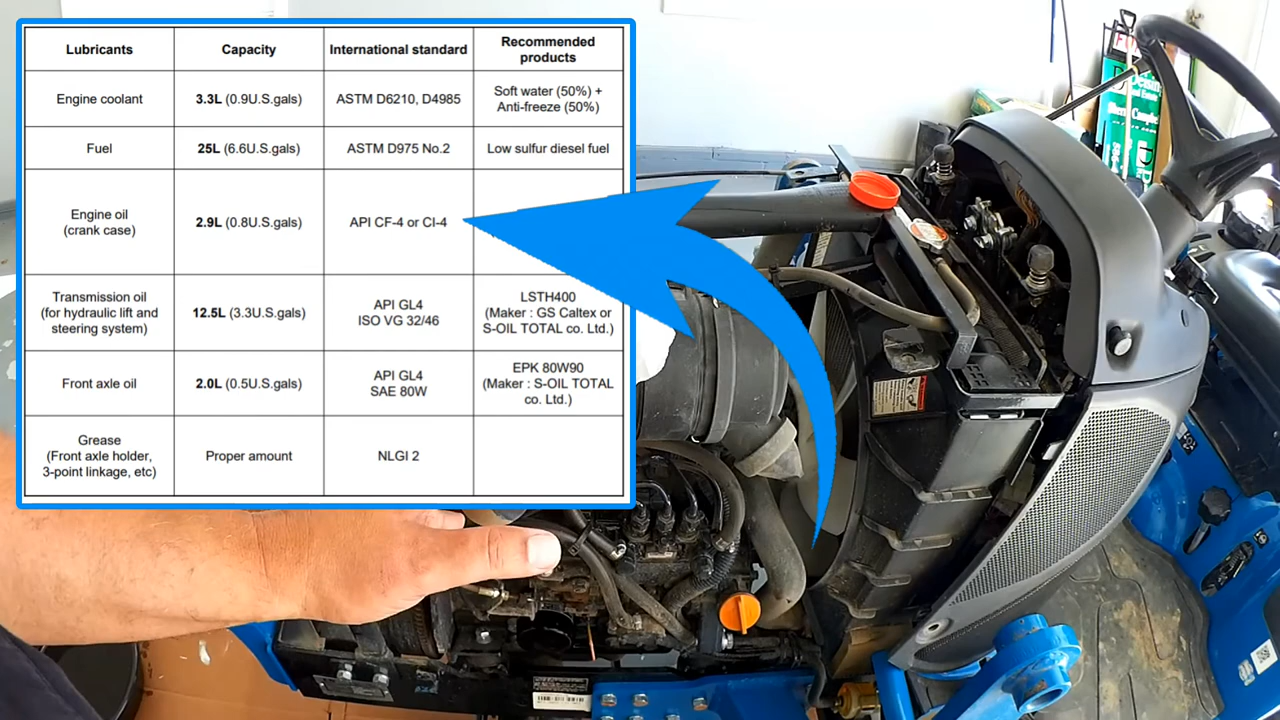 Lubricants
Capacity
International standard
Recommended
products
Engine coolant
3.3L (0.9U.S.gals)
ASTM D6210, D4985
Soft water (50%) +
Anti-freeze (50%)
Fuel
25L (6.6U.S.gals)
ASTM D975 No.2
Low sulfur diesel fuel
Engine oil
(crank case)
2.9L (0.8U.S.gals)
API CF-4 or CI-4
Transmission oil
(for hydraulic lift and
steering system)
12.5L (3.3U.S.gals)
API GL4
ISO VG 32/46
LSTH400
(Maker : GS Caltex or
S-OIL TOTAL co. Ltd.)
Front axle oil
2.0L (0.5U.S.gals)
API GL4
SAE 80W
EPK 80W90
(Maker : S-OIL TOTAL
co. Ltd.)
Grease
(Front axle holder,
3-point linkage, etc)
Proper amount
NLGI 2